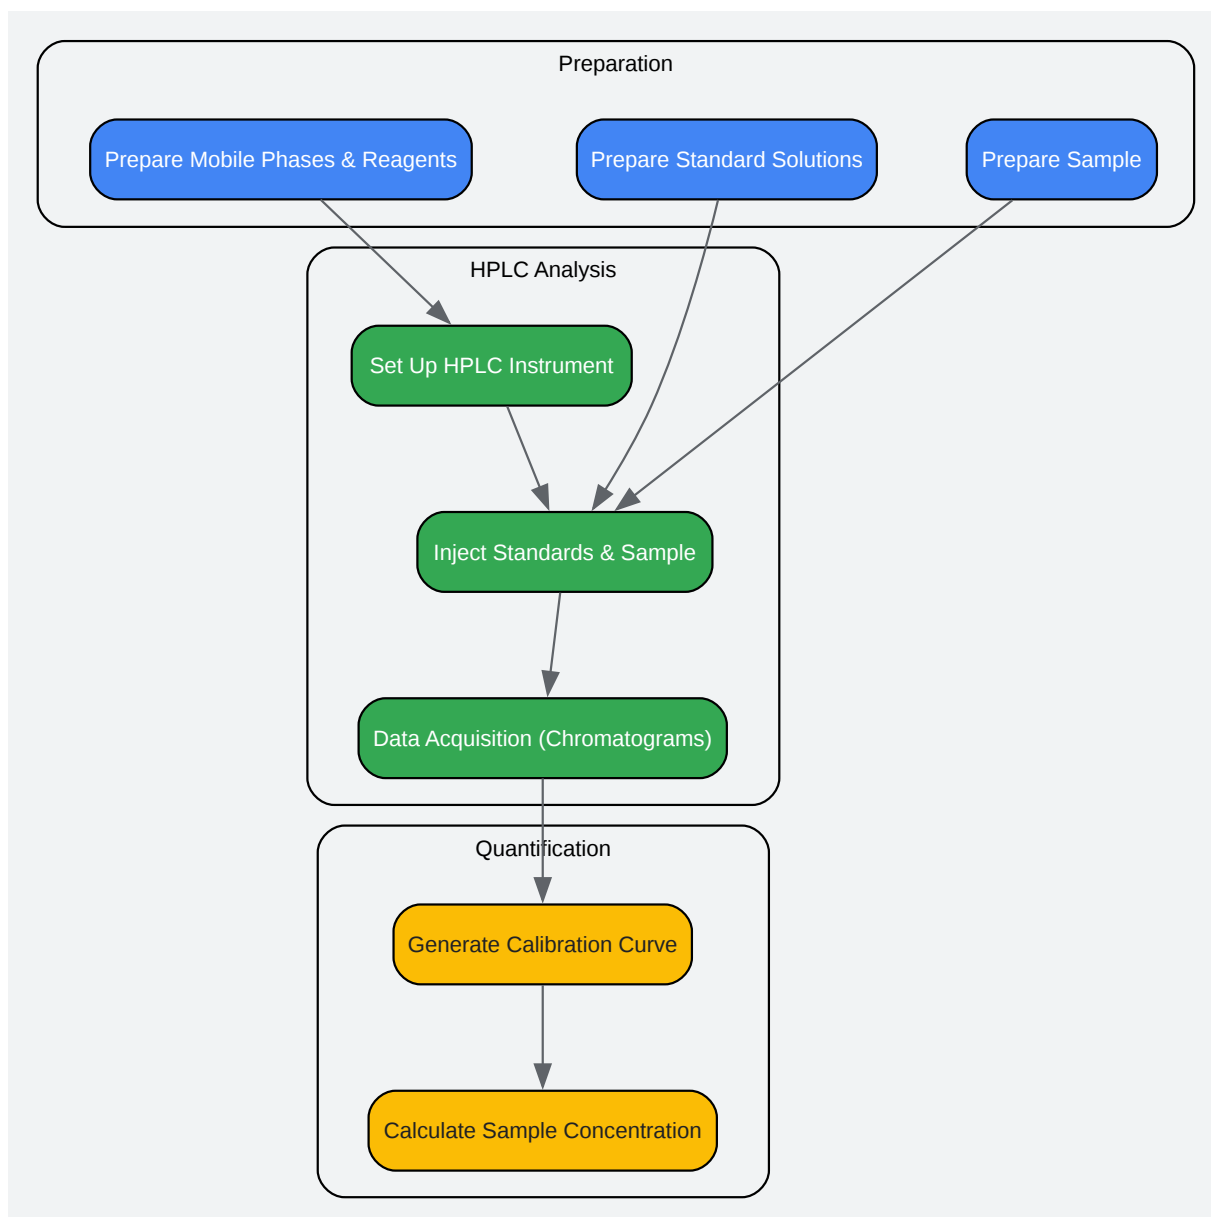 Preparation
Prepare Mobile Phases & Reagents
Prepare Standard Solutions
Prepare Sample
HPLC Analysis
Set Up HPLC Instrument
Inject Standards & Sample
Data Acquisition (Chromatograms)
Quantification
Generate Calibration Curve
Calculate Sample Concentration